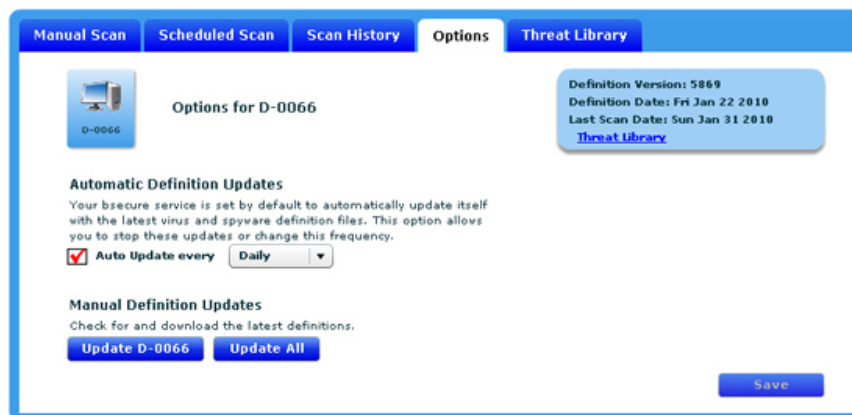 Manual Scan
Scheduled Scan
Scan History
Options
Threat Library
D-0066
Options for D-0066
Definition Version: 5869
Definition Date: Fri Jan 22 2010
Last Scan Date: Sun Jan 31 2010
Threat Library
Automatic Definition Updates
Your bsecure service is set by default to automatically update itself
with the latest virus and spyware definition files. This option allows
you to stop these updates or change this frequency.
Auto Update every Daily
Manual Definition Updates
Check for and download the latest definitions.
Update D-0066
Update All
Save